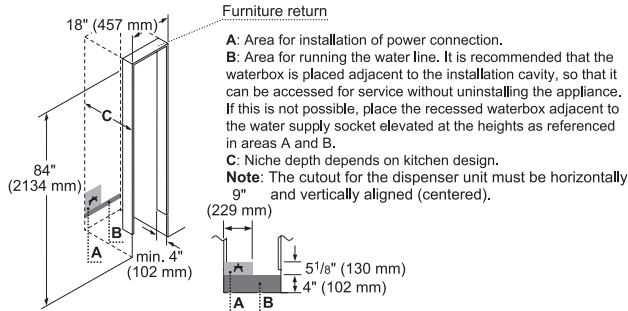 Furniture return
18" (457 mm)
A: Area for installation of power connection.
B: Area for running the water line. It is recommended that the
waterbox is placed adjacent to the installation cavity, so that it
can be accessed for service without uninstalling the appliance.
If this is not possible, place the recessed waterbox adjacent to
the water supply socket elevated at the heights as referenced
in areas A and B.
C: Niche depth depends on kitchen design.
Note: The cutout for the dispenser unit must be horizontally
and vertically aligned (centered).
C
84"
(2134 mm)
A
B
min. 4"
(102 mm)
9"
(229 mm)
5 1/8" (130 mm)
4" (102 mm)
A
B